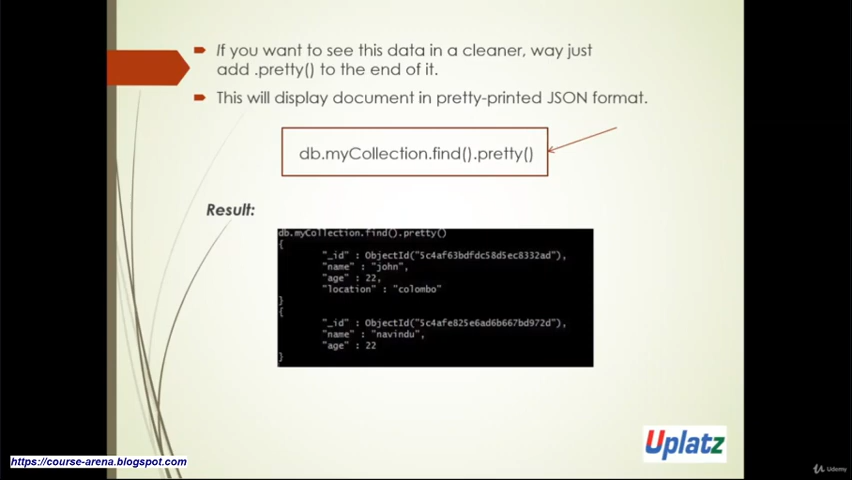 If you want to see this data in a cleaner, way just
add .pretty() to the end of it.
This will display document in pretty-printed JSON format.
db.myCollection.find().pretty()
Result:
db.myCollection.find().pretty()
{
"_id" : ObjectId("5c4af63bdfdc58d5ec8332ad"),
"name" : "john",
"age" : 22,
"location" : "colombo"
}
{
"_id" : ObjectId("5c4afe825e6ad6b667bd972d"),
"name" : "navindu",
"age" : 22
}
Uplatz
https://course-arena.blogspot.com
Udemy